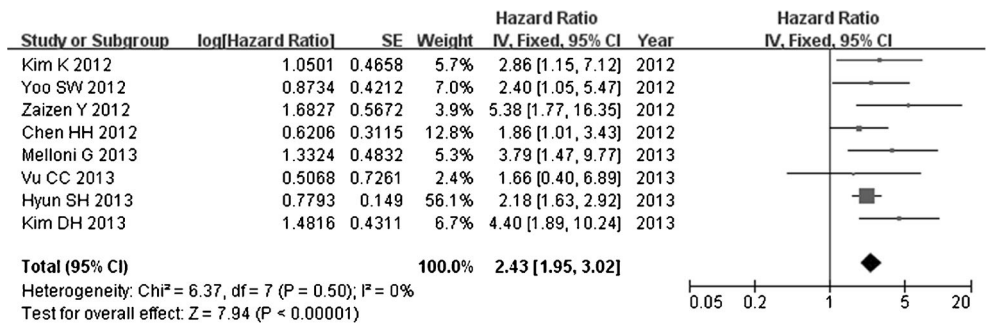 Hazard Ratio Hazard Ratio
Study or Subgroup log[Hazard Ratio] SE Weight IV, Fixed, 95% CI Year IV, Fixed, 95% CI
Kim K 2012 1.0501 0.4658 5.7% 2.86 [1.15, 7.12] 2012
Yoo SW 2012 0.8734 0.4212 7.0% 2.40 [1.05, 5.47] 2012
Zaizen Y 2012 1.6827 0.5672 3.9% 5.38 [1.77, 16.35] 2012
Chen HH 2012 0.6206 0.3115 12.8% 1.86 [1.01, 3.43] 2012
Melloni G 2013 1.3324 0.4832 5.3% 3.79 [1.47, 9.77] 2013
Vu CC 2013 0.5068 0.7261 2.4% 1.66 [0.40, 6.89] 2013
Hyun SH 2013 0.7793 0.149 56.1% 2.18 [1.63, 2.92] 2013
Kim DH 2013 1.4816 0.4311 6.7% 4.40 [1.89, 10.24] 2013
Total (95% CI) 100.0% 2.43 [1.95, 3.02]
Heterogeneity: Chi² = 6.37, df = 7 (P = 0.50); I² = 0%
Test for overall effect: Z = 7.94 (P < 0.00001)
0.05 0.2 1 5 20